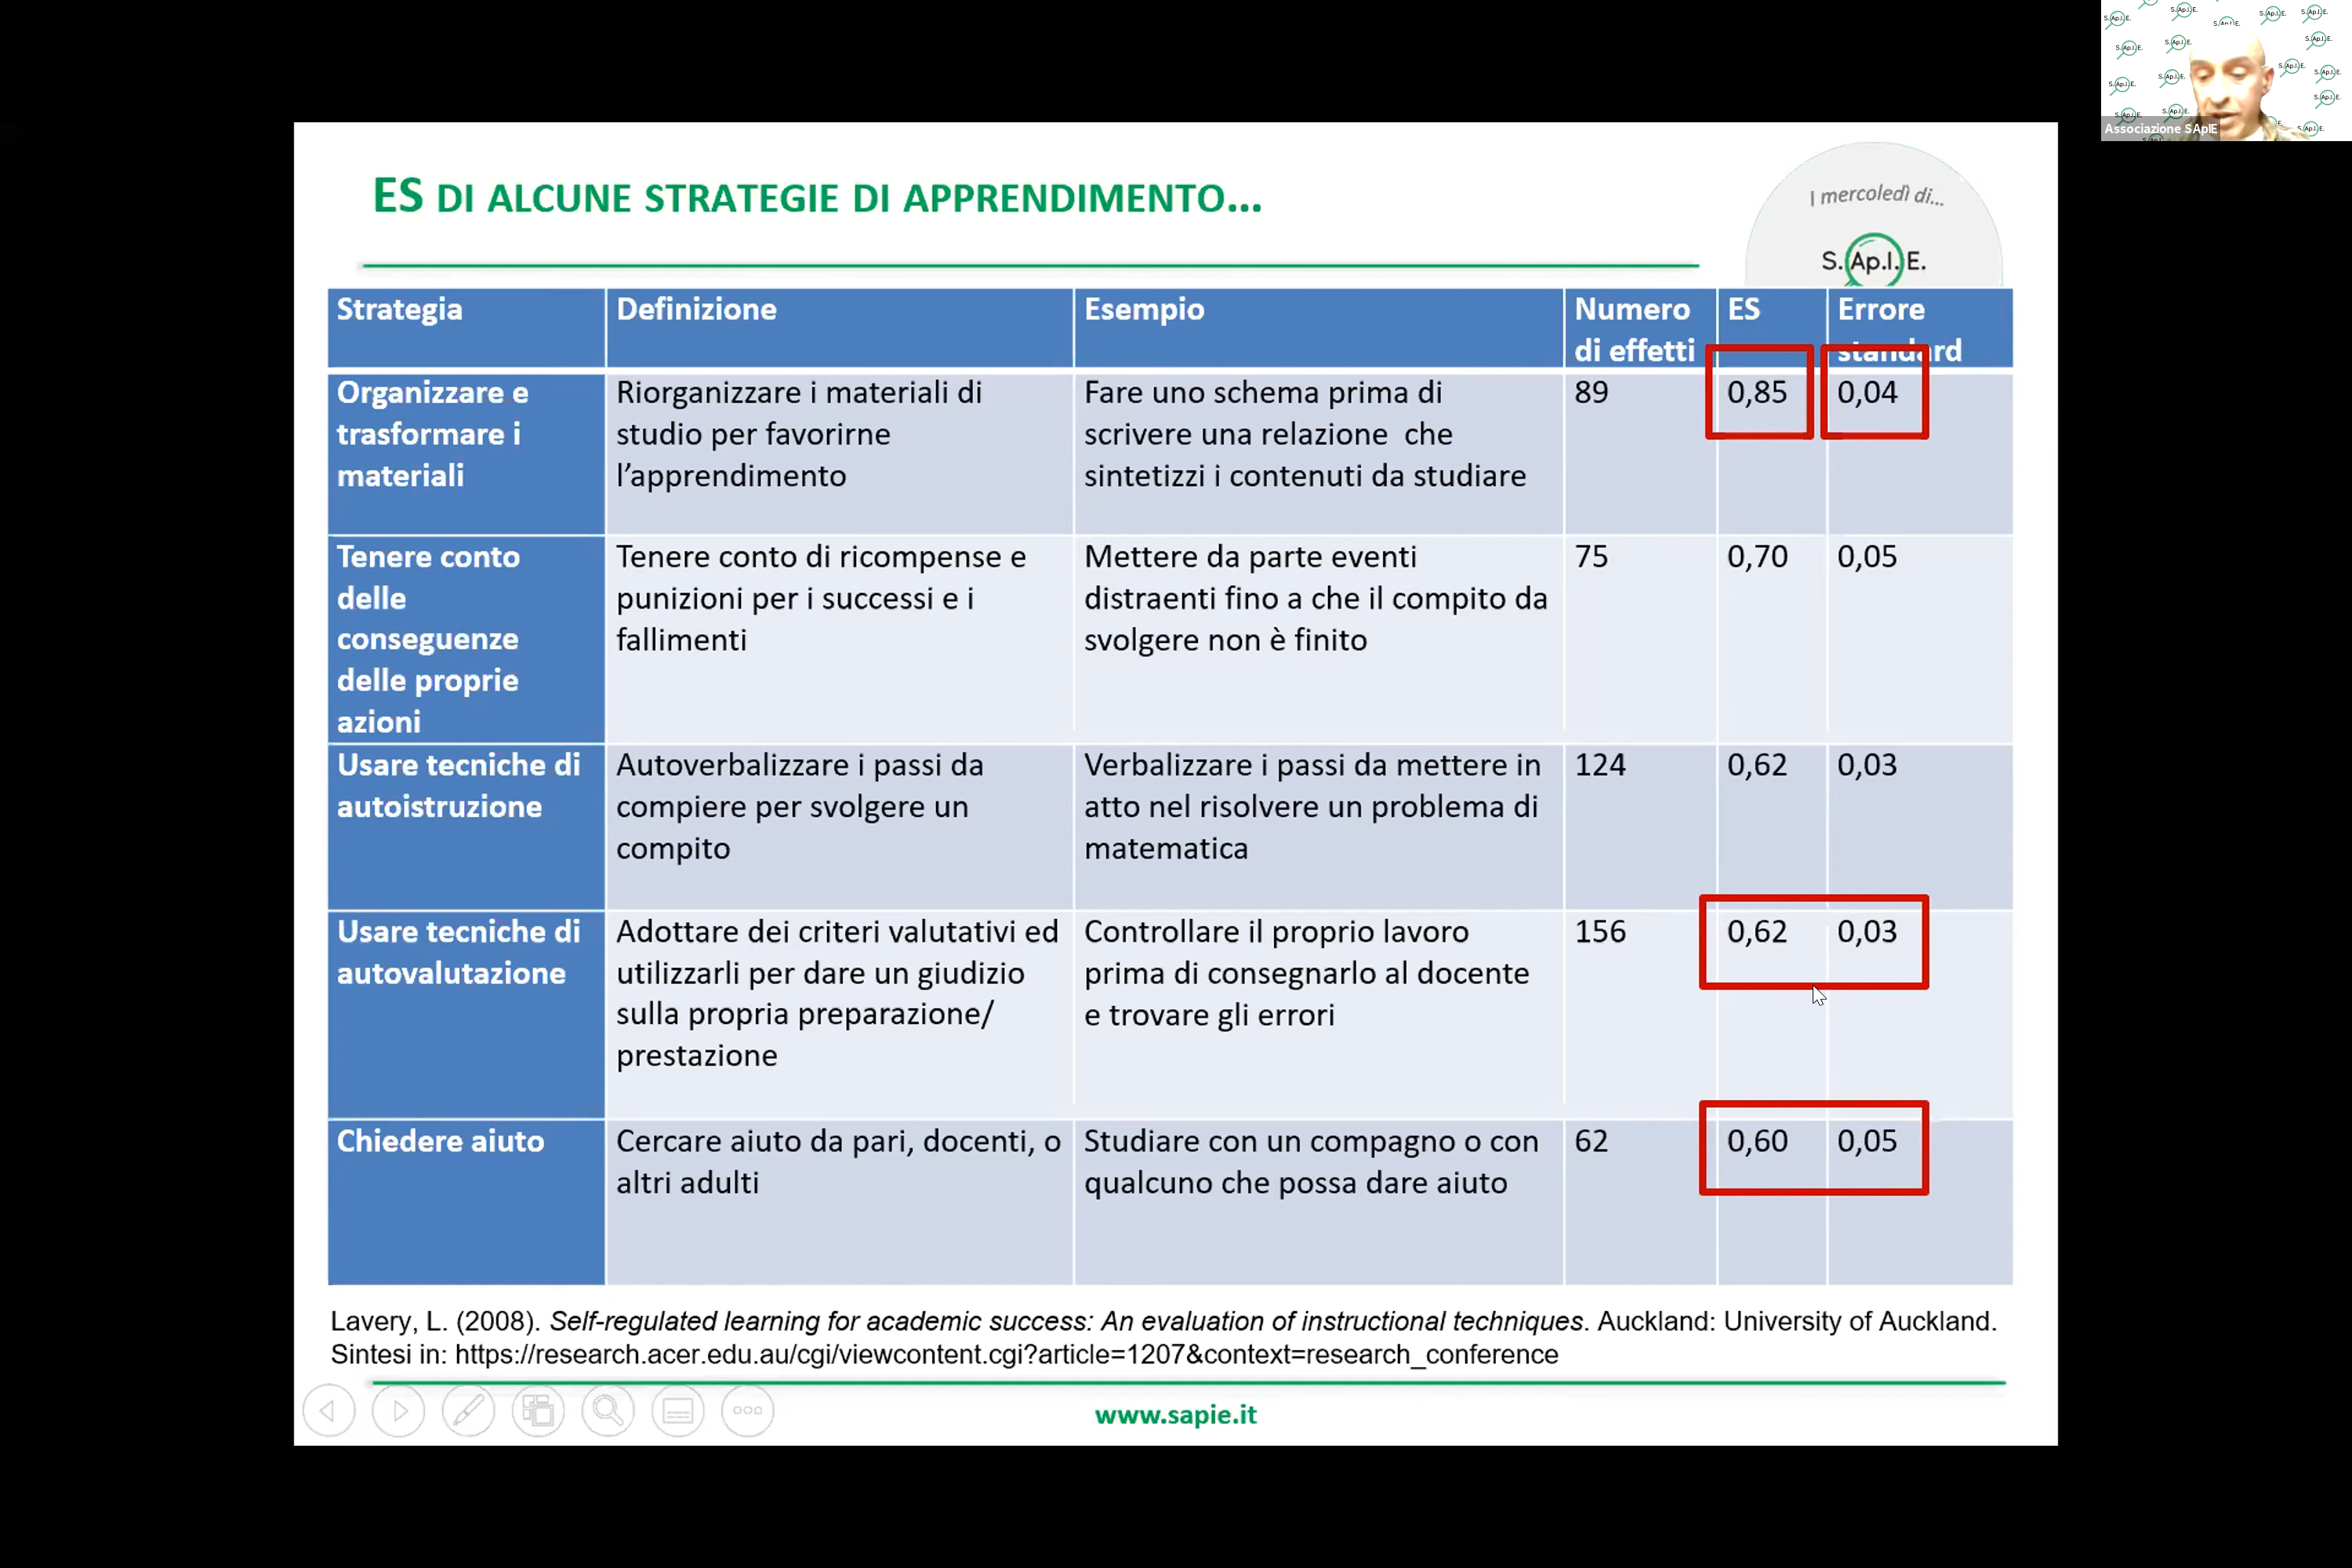 ES DI ALCUNE STRATEGIE DI APPRENDIMENTO...
I mercoledì di...
S.Ap.I.E.
Associazione SApIE
Strategia
Definizione
Esempio
Numero
di effetti
ES
Errore
standard
Organizzare e
trasformare i
materiali
Riorganizzare i materiali di
studio per favorirne
l’apprendimento
Fare uno schema prima di
scrivere una relazione che
sintetizzi i contenuti da studiare
89
0,85
0,04
Tenere conto
delle
conseguenze
delle proprie
azioni
Tenere conto di ricompense e
punizioni per i successi e i
fallimenti
Mettere da parte eventi
distraenti fino a che il compito da
svolgere non è finito
75
0,70
0,05
Usare tecniche di
autoistruzione
Autoverbalizzare i passi da
compiere per svolgere un
compito
Verbalizzare i passi da mettere in
atto nel risolvere un problema di
matematica
124
0,62
0,03
Usare tecniche di
autovalutazione
Adottare dei criteri valutativi ed
utilizzarli per dare un giudizio
sulla propria preparazione/
prestazione
Controllare il proprio lavoro
prima di consegnarlo al docente
e trovare gli errori
156
0,62
0,03
Chiedere aiuto
Cercare aiuto da pari, docenti, o
altri adulti
Studiare con un compagno o con
qualcuno che possa dare aiuto
62
0,60
0,05
Lavery, L. (2008). Self-regulated learning for academic success: An evaluation of instructional techniques. Auckland: University of Auckland.
Sintesi in: https://research.acer.edu.au/cgi/viewcontent.cgi?article=1207&context=research_conference
www.sapie.it